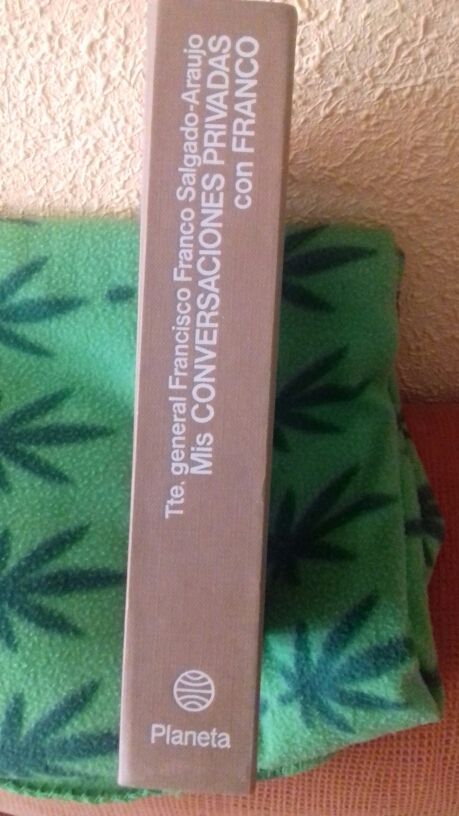 Tte. general Francisco Franco Salgado-Araujo
Mis CONVERSACIONES PRIVADAS
con FRANCO
Planeta